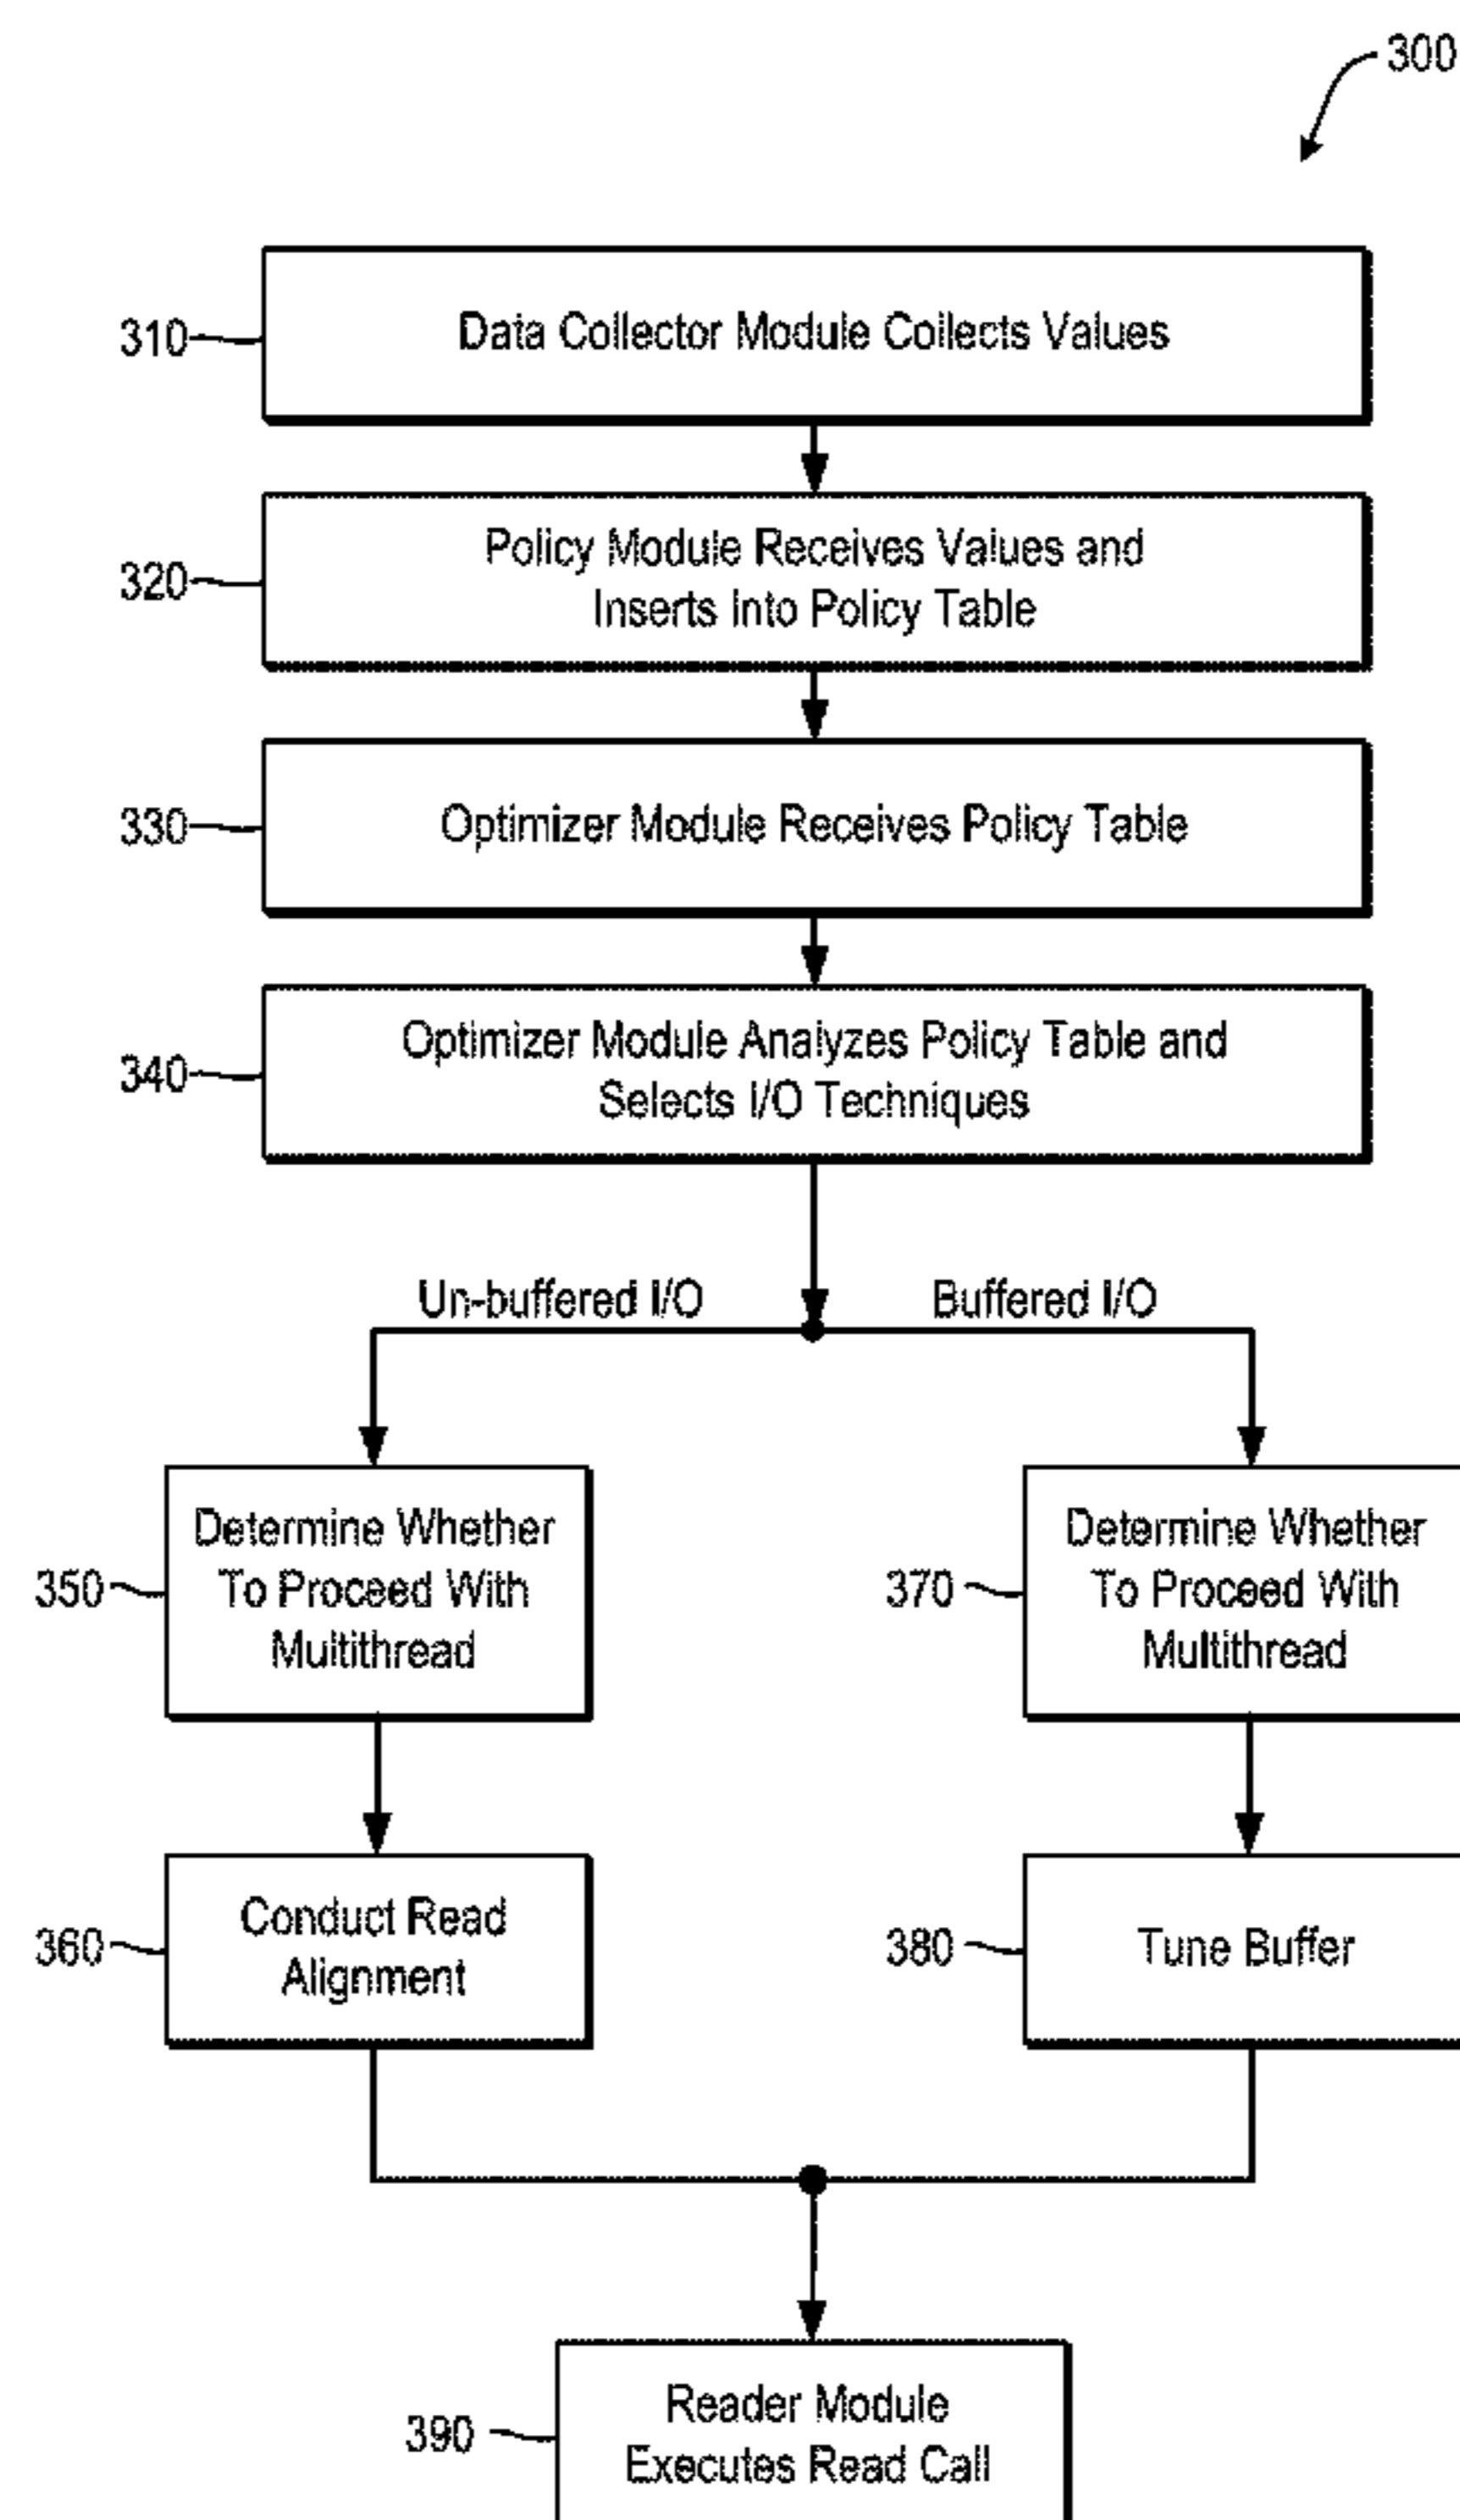 300
310
Data Collector Module Collects Values
320
Policy Module Receives Values and
Inserts Into Policy Table
330
Optimizer Module Receives Policy Table
340
Optimizer Module Analyzes Policy Table and
Selects I/O Techniques
Un-buffered I/O
Buffered I/O
350
Determine Whether
To Proceed With
Multithread
370
Determine Whether
To Proceed With
Multithread
360
Conduct Read
Alignment
380
Tune Buffer
390
Reader Module
Executes Read Call